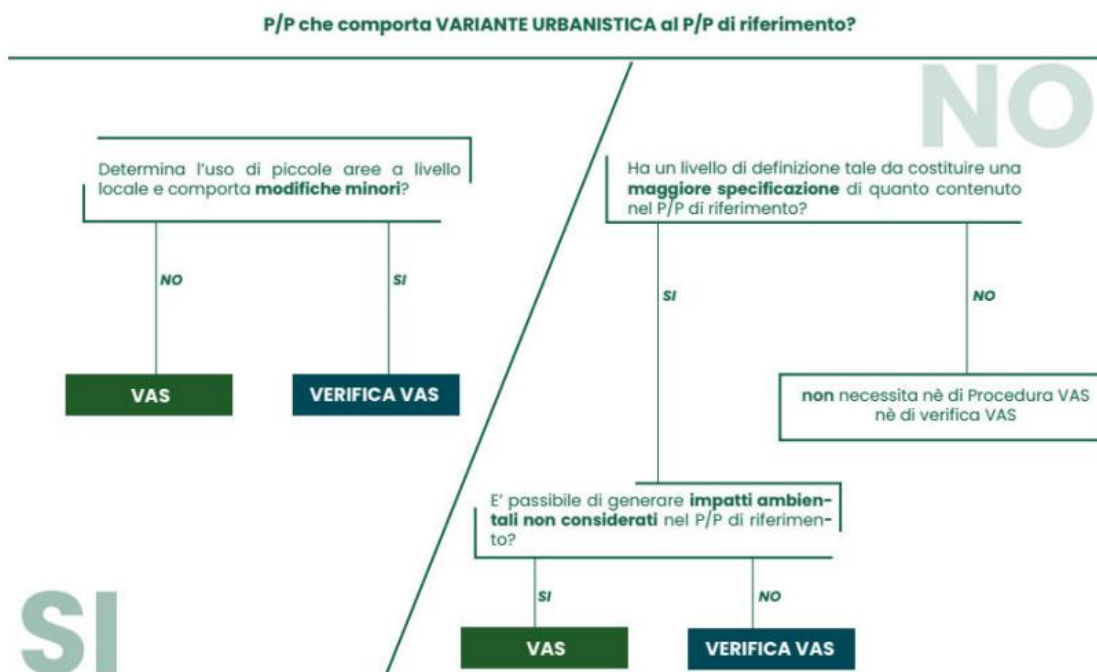 P/P che comporta VARIANTE URBANISTICA al P/P di riferimento?
NO
Determina l'uso di piccole aree a livello
locale e comporta modifiche minori?
Ha un livello di definizione tale da costituire una
maggiore specificazione di quanto contenuto
nel P/P di riferimento?
NO
SI
SI
NO
VAS
VERIFICA VAS
non necessita nè di Procedura VAS
nè di verifica VAS
E' passibile di generare impatti ambien-
tali non considerati nel P/P di riferimen-
to?
SI
NO
SI
VAS
VERIFICA VAS